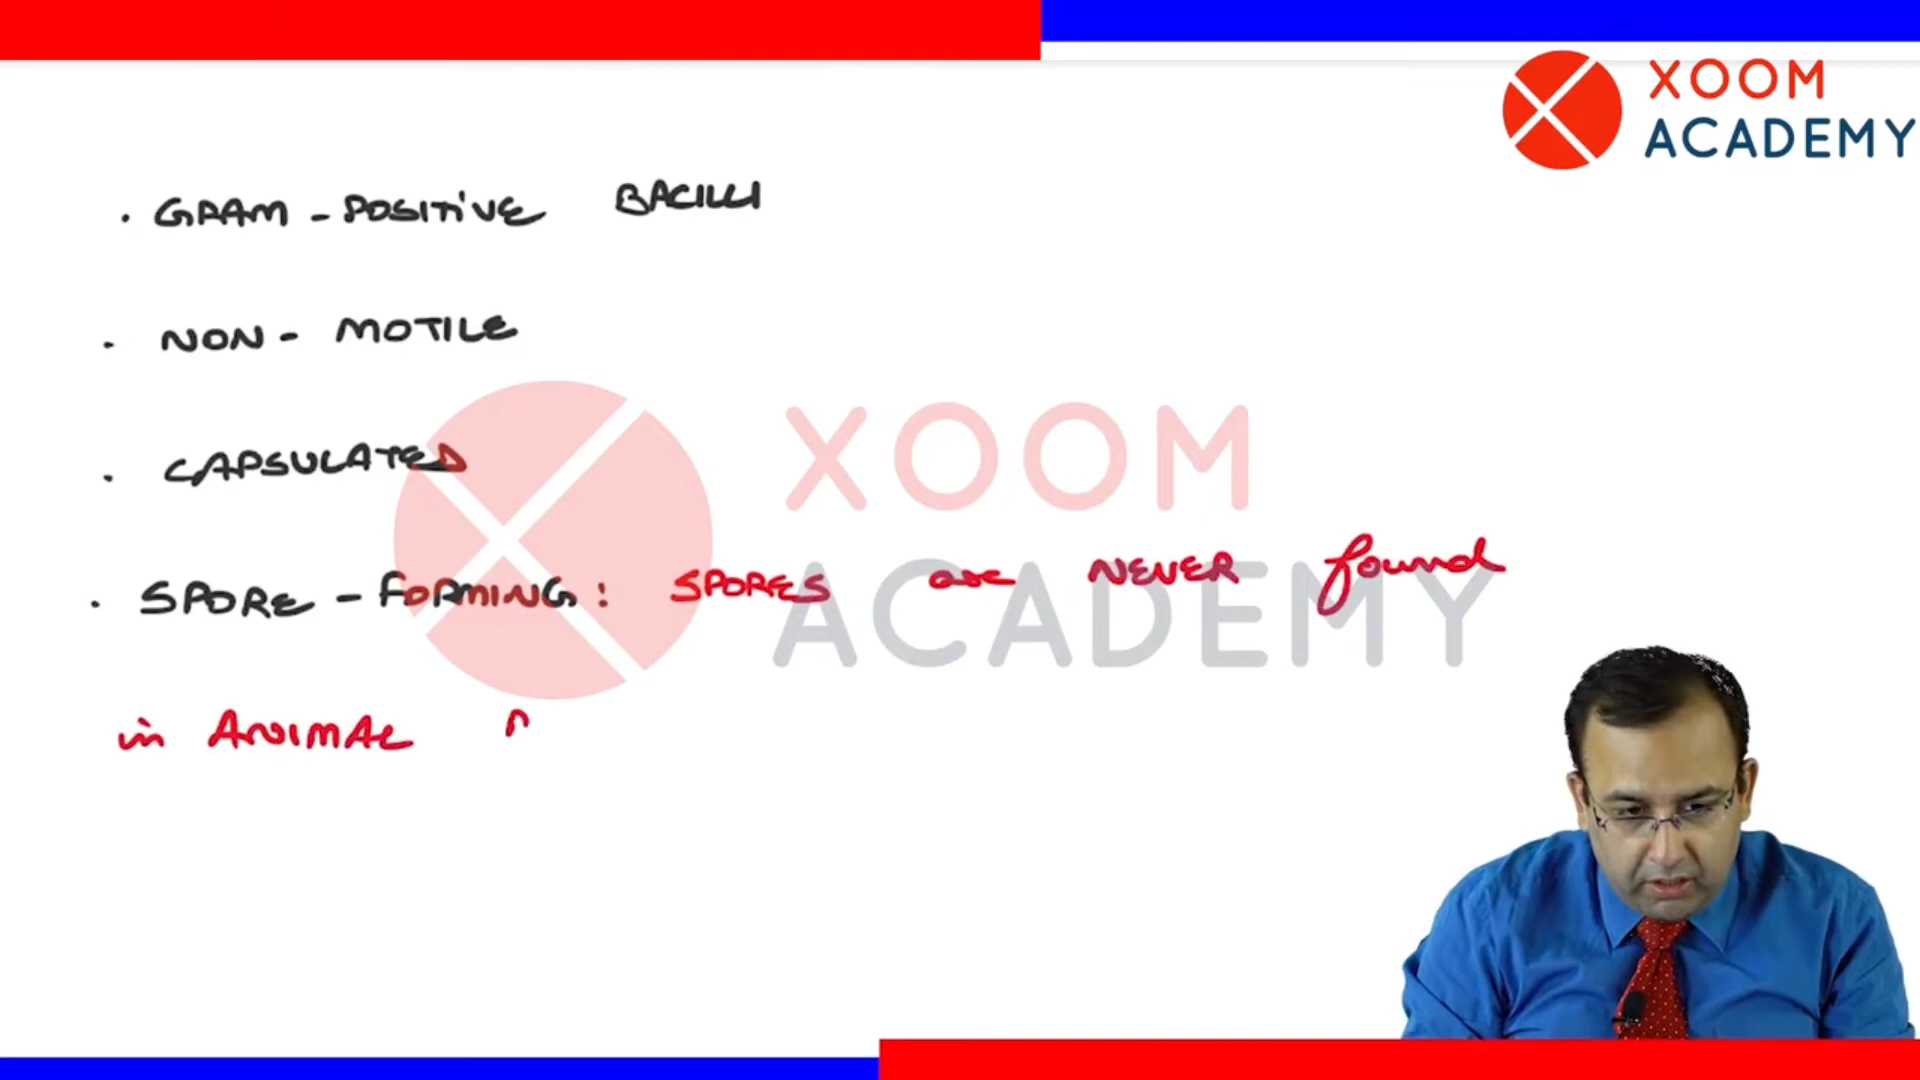 XOOM
ACADEMY
. GRAM - POSITIVE BACILLI
. NON - MOTILE
. CAPSULATED
XOOM
ACADEMY
. SPORE - FORMING : SPORES are NEVER found
in ANIMAL